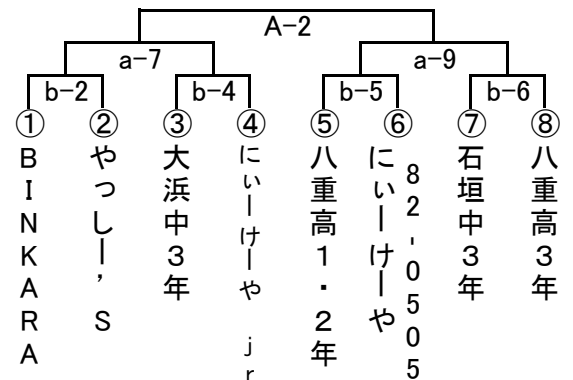 A-2
a-7
a-9
b-2
b-4
b-5
b-6
①
②
③
④
⑤
⑥
⑦
⑧
BINKARA
やっしー’S
大浜中3年
にぃーけーや jr
八重高1・2年
にぃーけーや
82'0505
石垣中3年
八重高3年